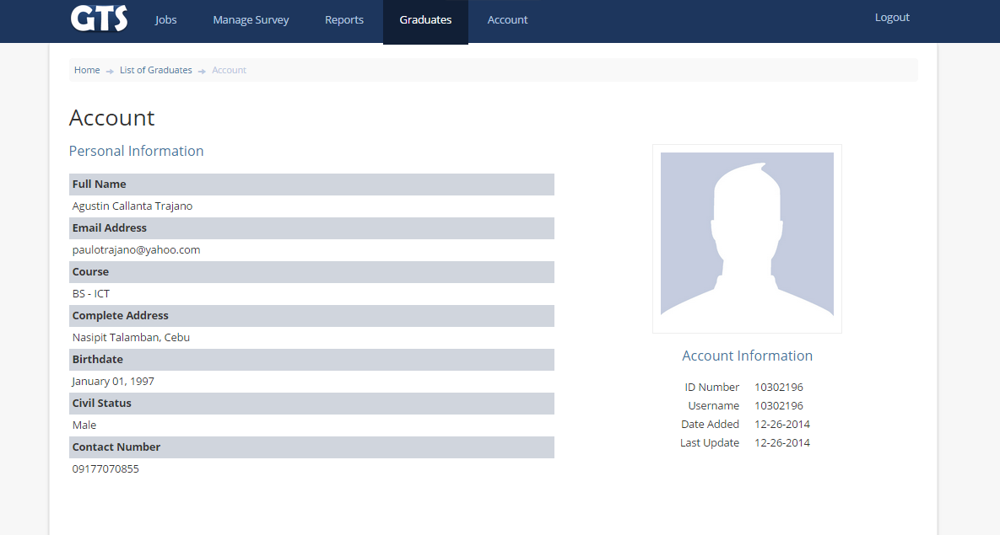 GTS Jobs Manage Survey Reports Graduates Account Logout
Home List of Graduates Account
Account
Personal Information
Full Name
Agustin Callanta Trajano
Email Address
paulotrajano@yahoo.com
Course
BS - ICT
Complete Address
Nasipit Talamban, Cebu
Birthdate
January 01, 1997
Civil Status
Male
Contact Number
09177070855
Account Information
ID Number 10302196
Username 10302196
Date Added 12-26-2014
Last Update 12-26-2014